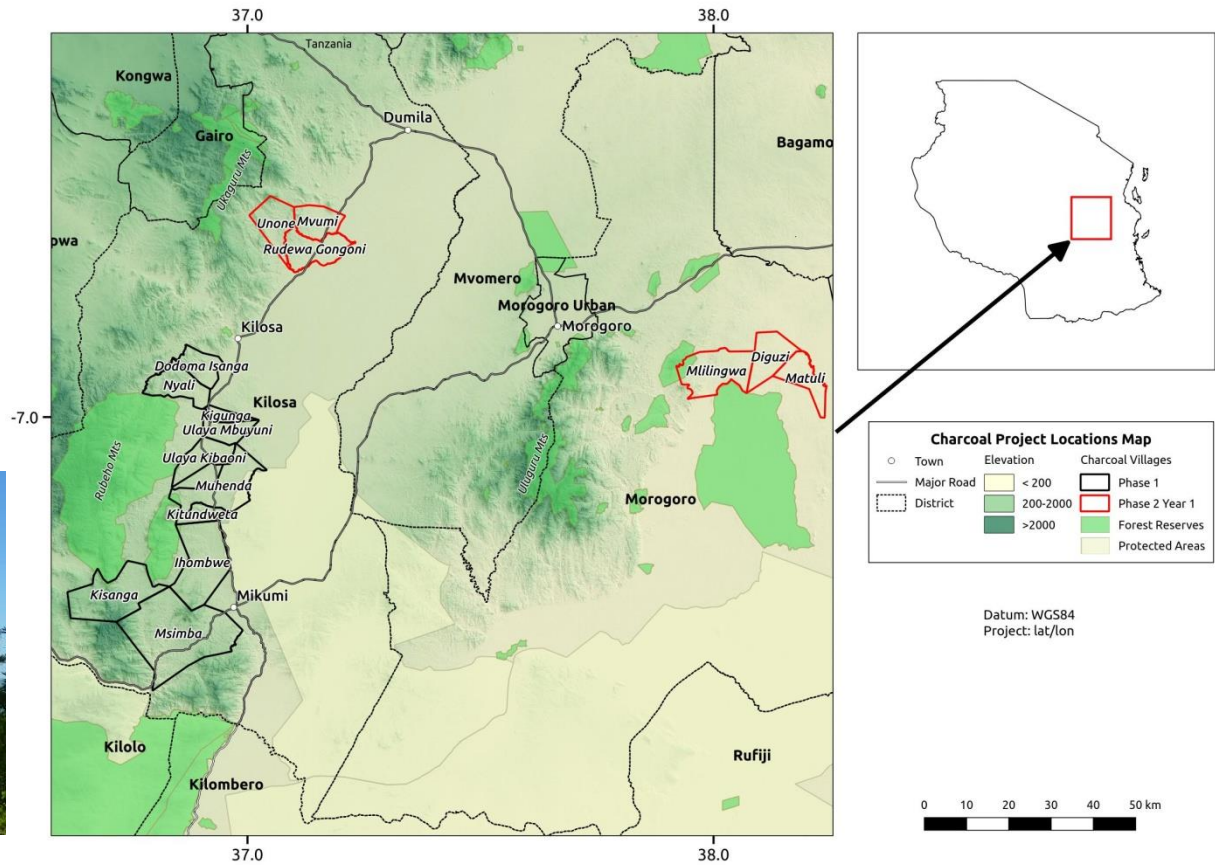 37.0
38.0
Tanzania
Kongwa
Dumila
Gairo
Bagamo
Ukaguru Mts
Unone Mvumi
Rudewa Gongoni
owa
Mvomero
Morogoro Urban
Morogoro
Kilosa
Dodoma Isanga
Nyali
Diguzi
Mlilingwa
Matuli
-7.0
Kilosa
Kigunga
Ulaya Mbuyuni
Ulaya Kibaoni
Rubeho Mts
Uluguru Mts
Muhenda
Morogoro
Kitundweta
Ihombwe
Kisanga
Mikumi
Msimba
Kilolo
Rufiji
Kilombero
37.0
38.0
Charcoal Project Locations Map
Town
Major Road
District
Elevation
< 200
200-2000
>2000
Charcoal Villages
Phase 1
Phase 2 Year 1
Forest Reserves
Protected Areas
Datum: WGS84
Project: lat/lon
0 10 20 30 40 50 km